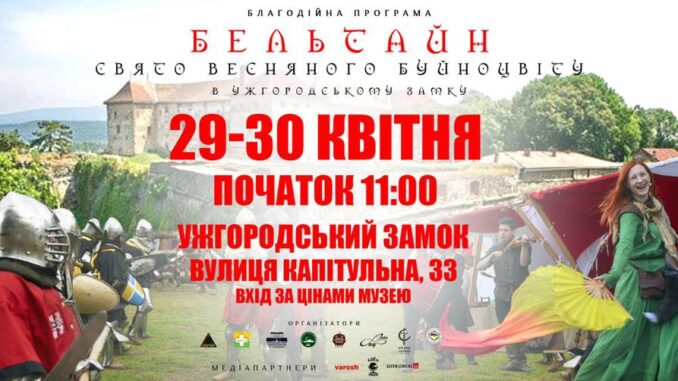 БЛАГОДІЙНА ПРОГРАМА
БЕЛЬТАЙН
СВЯТО ВЕСНЯНОГО БУЙНОЦВІТУ
В УЖГОРОДСЬКОМУ ЗАМКУ
29-30 КВІТНЯ
ПОЧАТОК 11:00
УЖГОРОДСЬКИЙ ЗАМОК
ВУЛИЦЯ КАПІТУЛЬНА, 33
ВХІД ЗА ЦІНАМИ МУЗЕЮ
ОРГАНІЗАТОРИ
МЕДІАПАРТНЕРИ
varosh